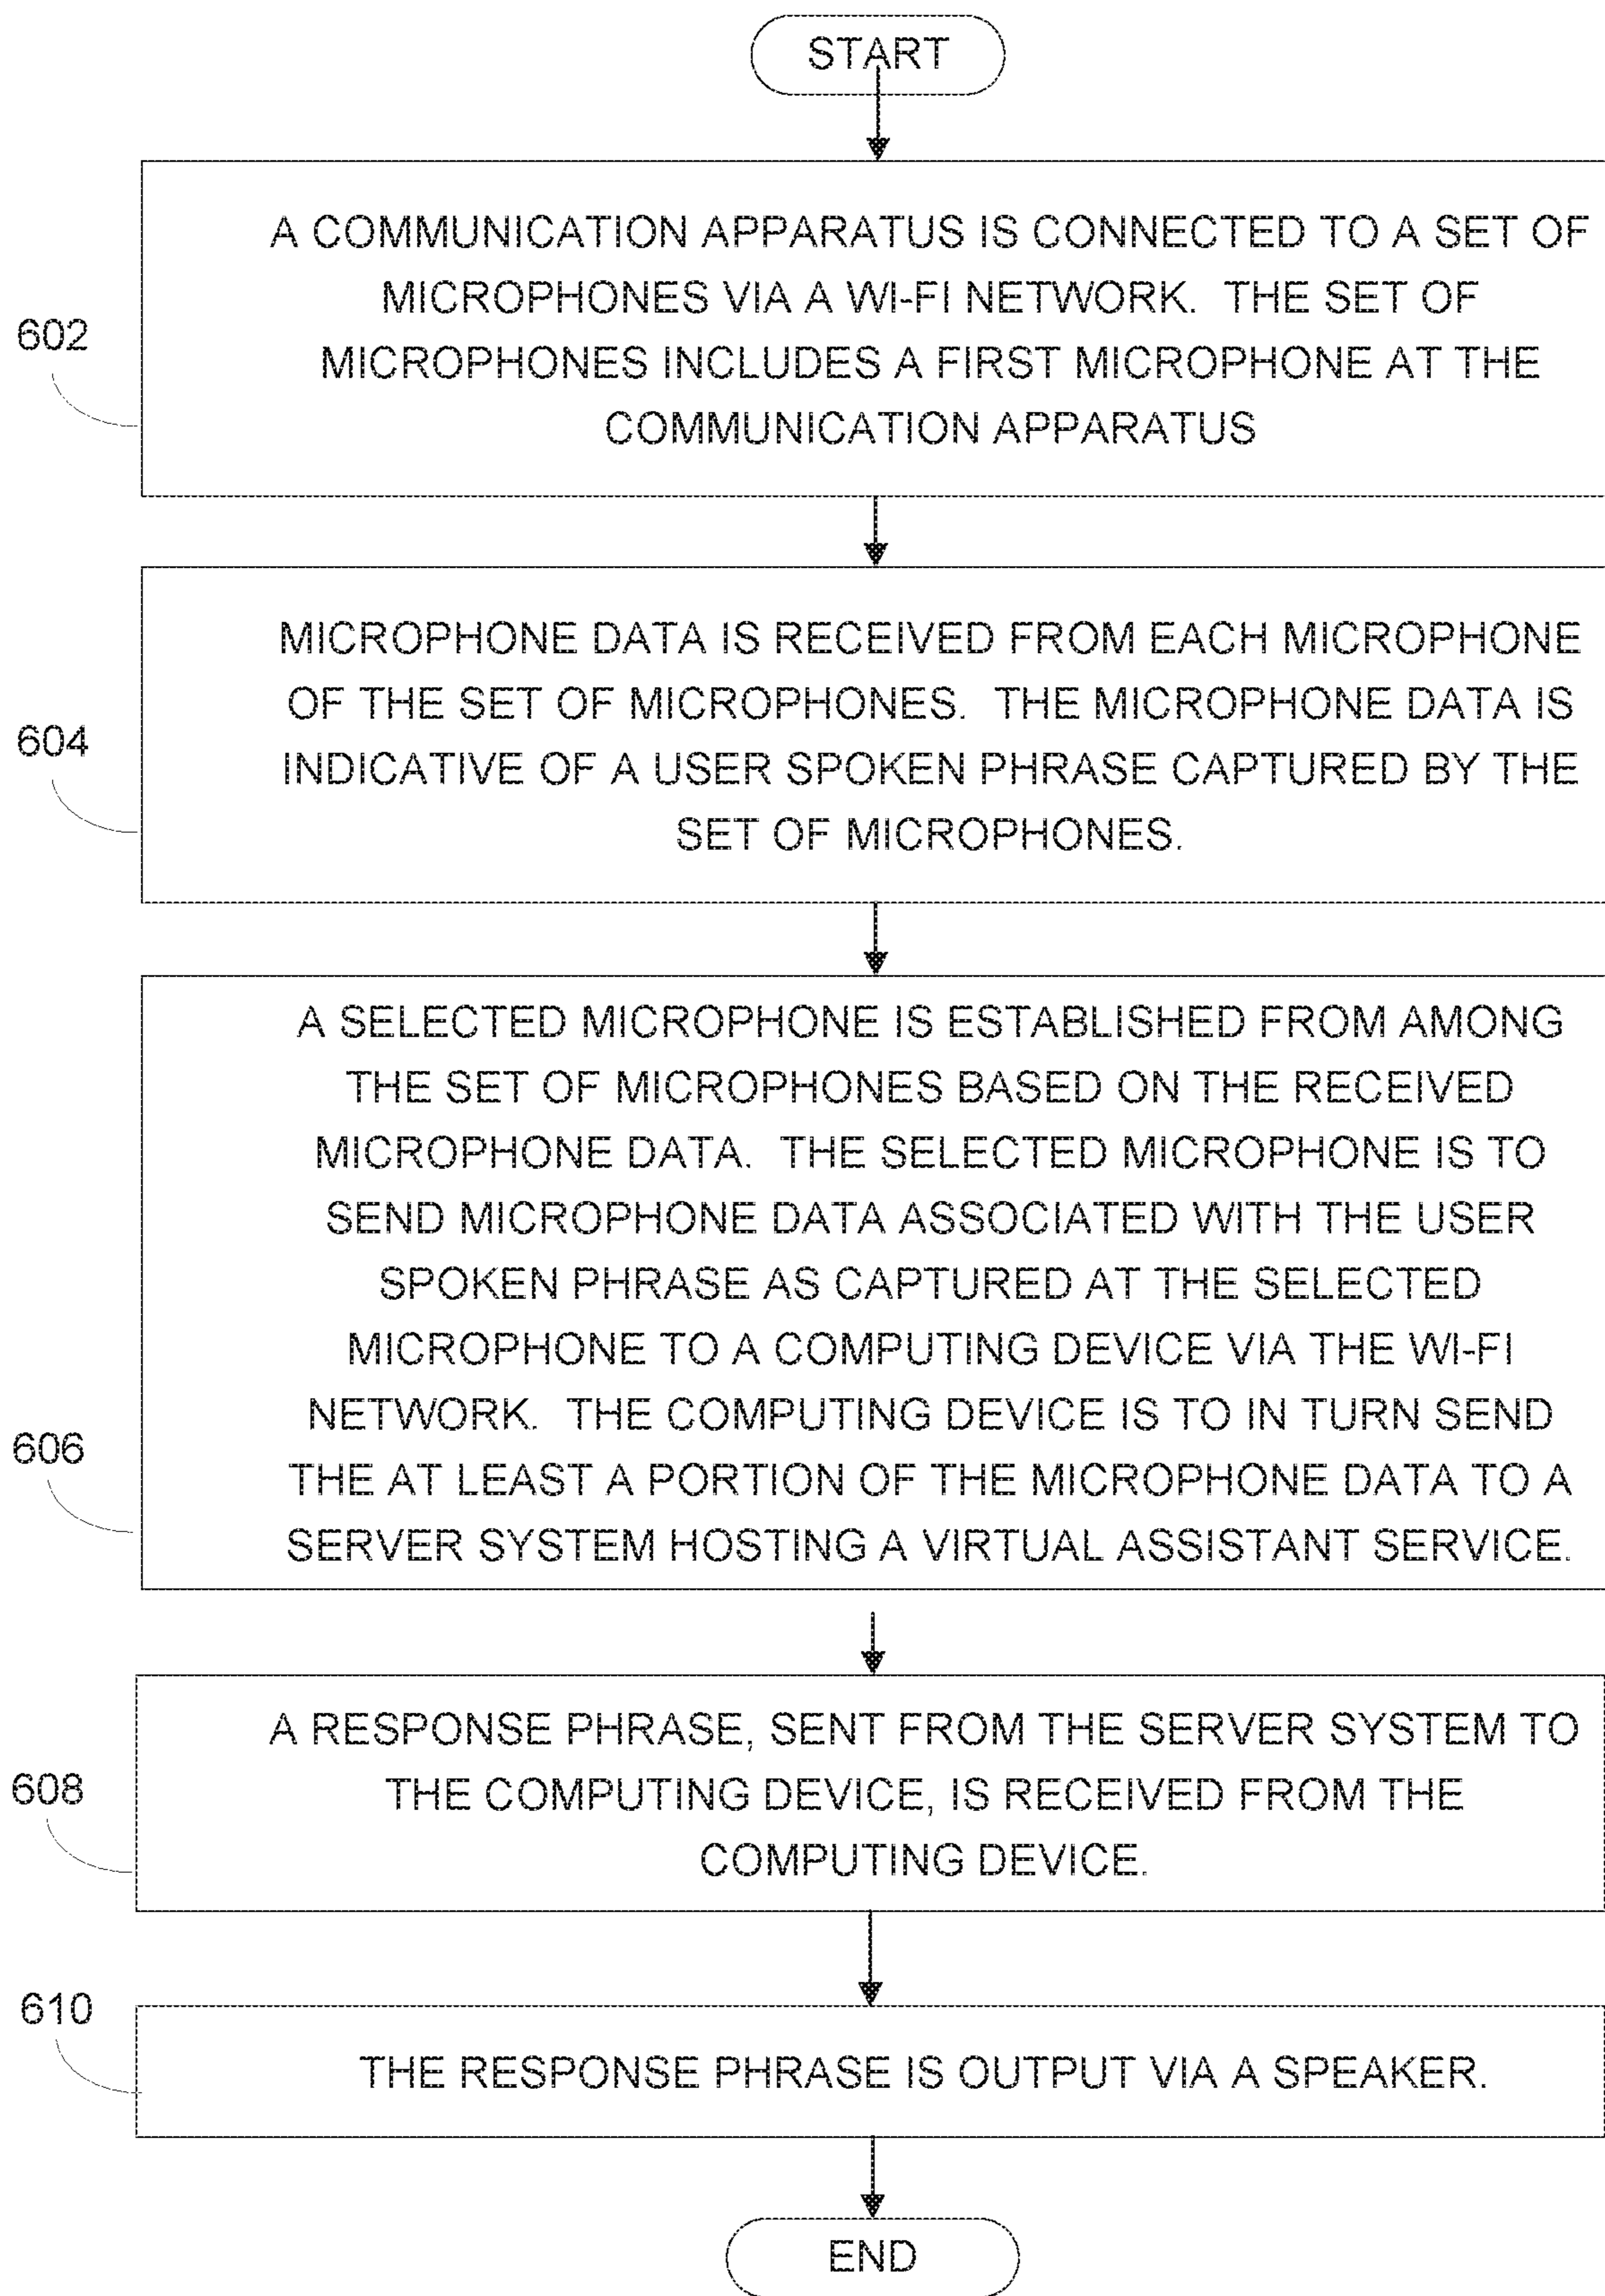 START
A COMMUNICATION APPARATUS IS CONNECTED TO A SET OF
MICROPHONES VIA A WI-FI NETWORK. THE SET OF
602
MICROPHONES INCLUDES A FIRST MICROPHONE AT THE
COMMUNICATION APPARATUS
MICROPHONE DATA IS RECEIVED FROM EACH MICROPHONE
OF THE SET OF MICROPHONES. THE MICROPHONE DATA IS
604
INDICATIVE OF A USER SPOKEN PHRASE CAPTURED BY THE
SET OF MICROPHONES.
A SELECTED MICROPHONE IS ESTABLISHED FROM AMONG
THE SET OF MICROPHONES BASED ON THE RECEIVED
MICROPHONE DATA. THE SELECTED MICROPHONE IS TO
SEND MICROPHONE DATA ASSOCIATED WITH THE USER
SPOKEN PHRASE AS CAPTURED AT THE SELECTED
MICROPHONE TO A COMPUTING DEVICE VIA THE WI-FI
NETWORK. THE COMPUTING DEVICE IS TO IN TURN SEND
606
THE AT LEAST A PORTION OF THE MICROPHONE DATA TO A
SERVER SYSTEM HOSTING A VIRTUAL ASSISTANT SERVICE.
A RESPONSE PHRASE, SENT FROM THE SERVER SYSTEM TO
608
THE COMPUTING DEVICE, IS RECEIVED FROM THE
COMPUTING DEVICE.
610
THE RESPONSE PHRASE IS OUTPUT VIA A SPEAKER.
END